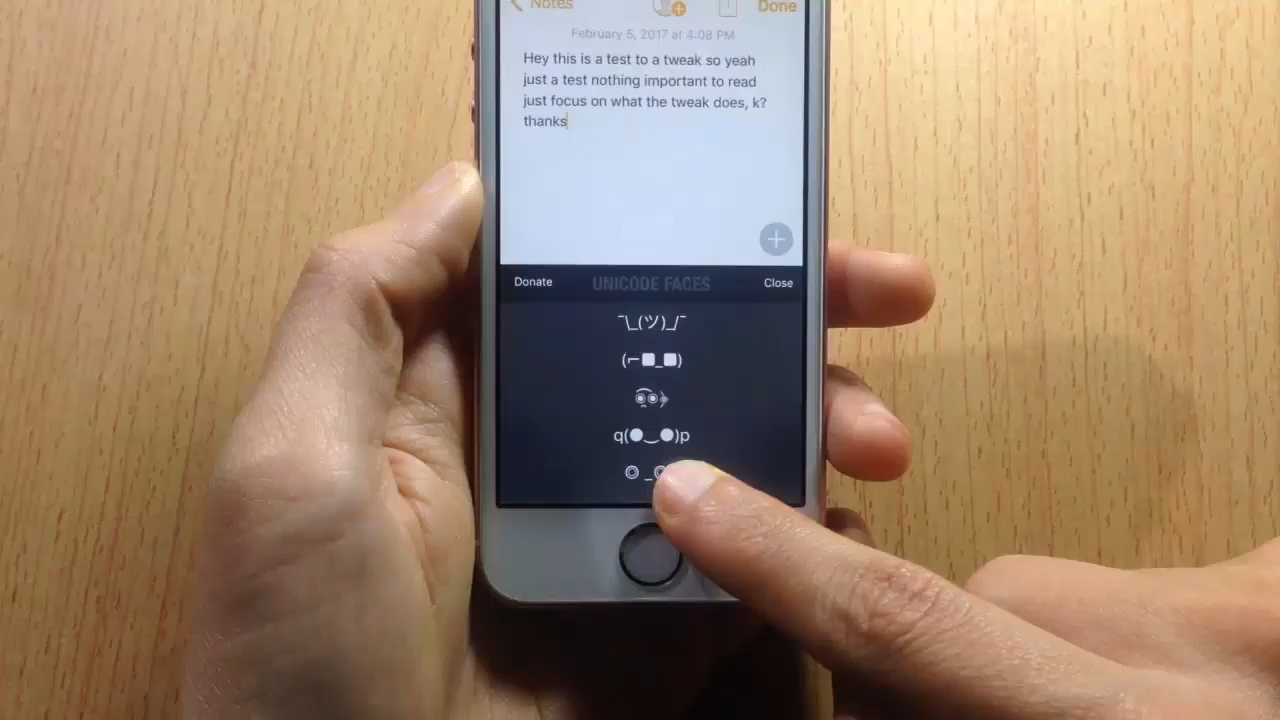 Notes
Done
February 5, 2017 at 4:08 PM
Hey this is a test to a tweak so yeah
just a test nothing important to read
just focus on what the tweak does, k?
thanks
Donate
UNICODE FACES
Close
¯\_(ツ)_/¯
(⌐■_■)
q(●‿●)p